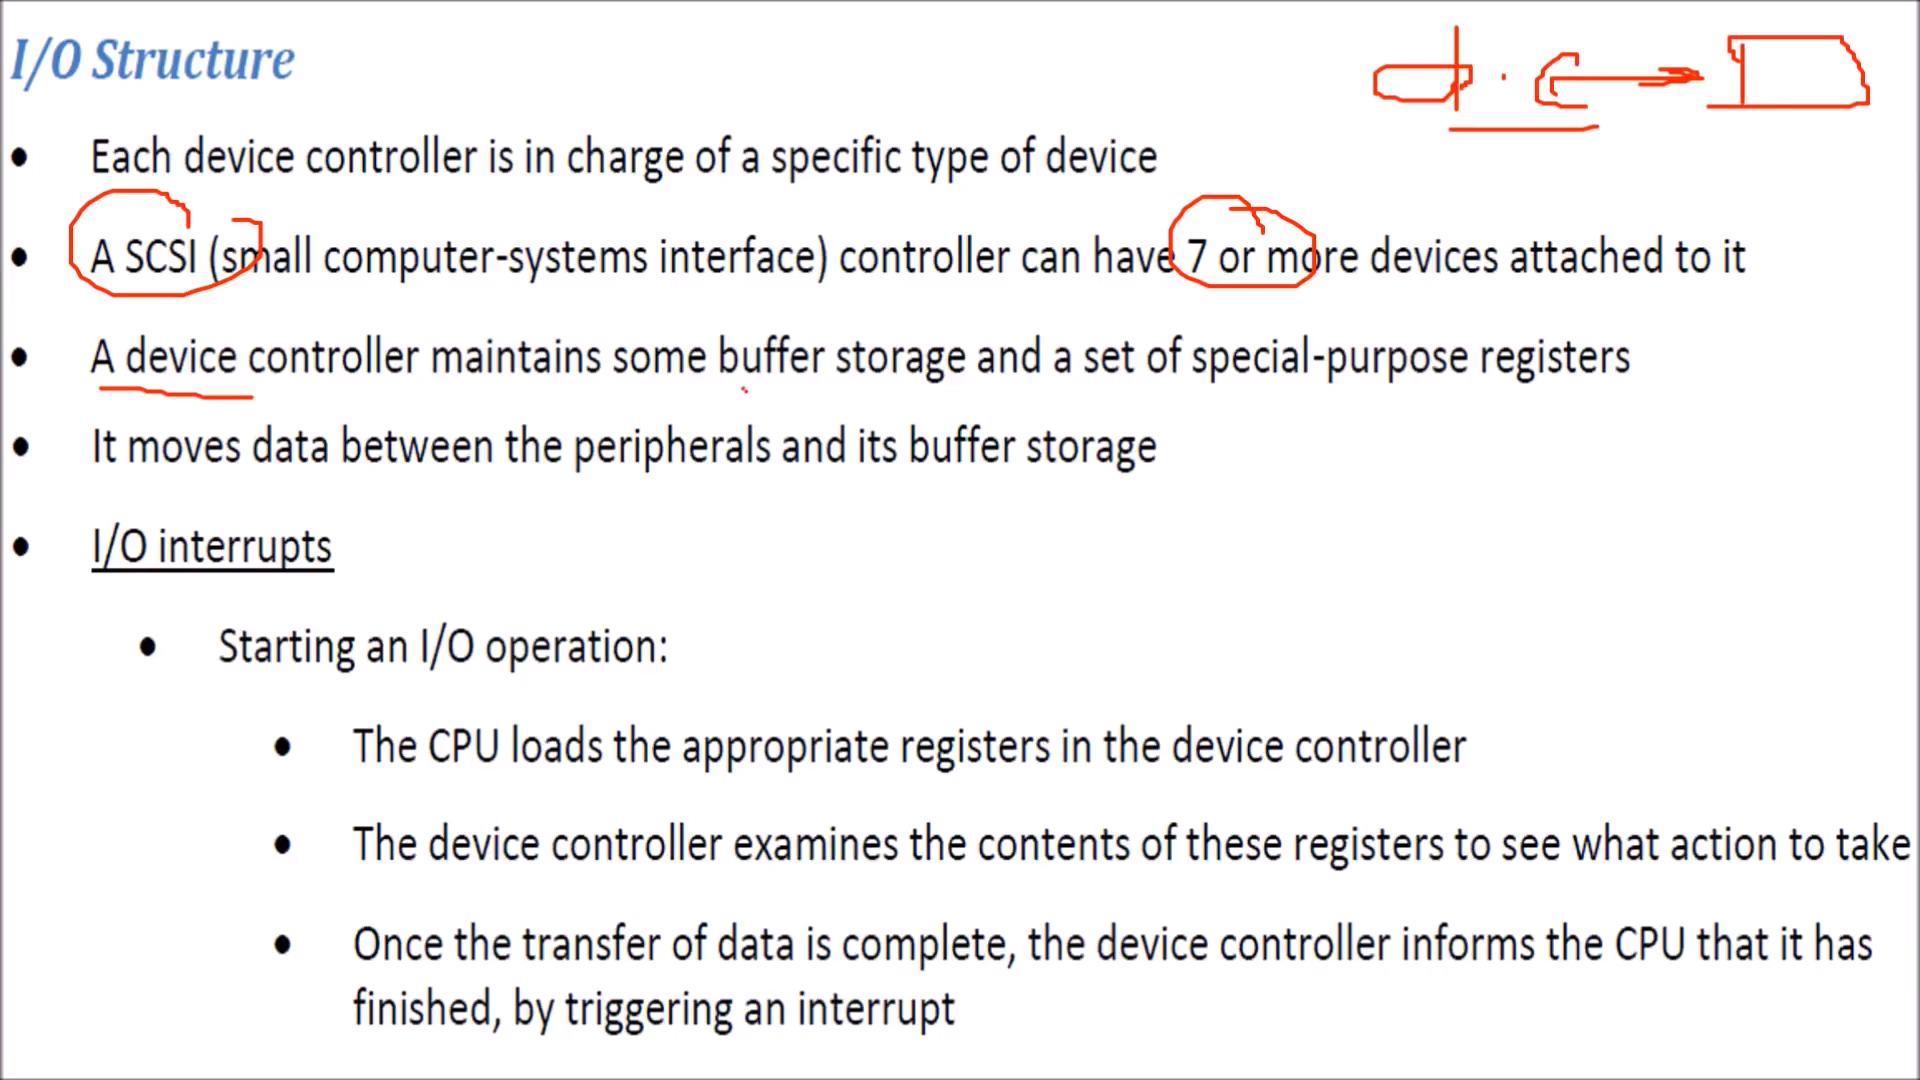 I/O Structure
d.c
• Each device controller is in charge of a specific type of device
• A SCSI (small computer-systems interface) controller can have 7 or more devices attached to it
• A device controller maintains some buffer storage and a set of special-purpose registers
• It moves data between the peripherals and its buffer storage
• I/O interrupts
• Starting an I/O operation:
• The CPU loads the appropriate registers in the device controller
• The device controller examines the contents of these registers to see what action to take
• Once the transfer of data is complete, the device controller informs the CPU that it has
finished, by triggering an interrupt